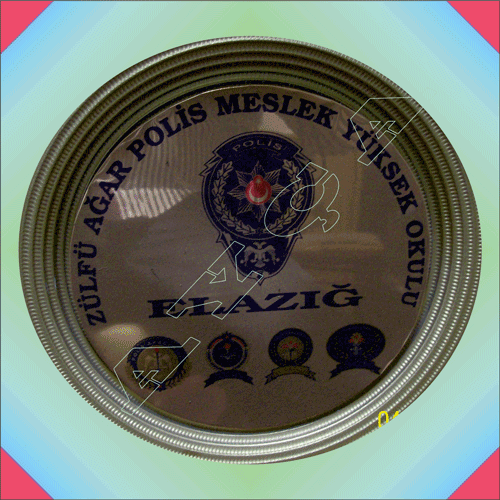 ZÜLFÜ AĞAR POLİS MESLEK YÜKSEK OKULU
POLİS
ELAZIĞ